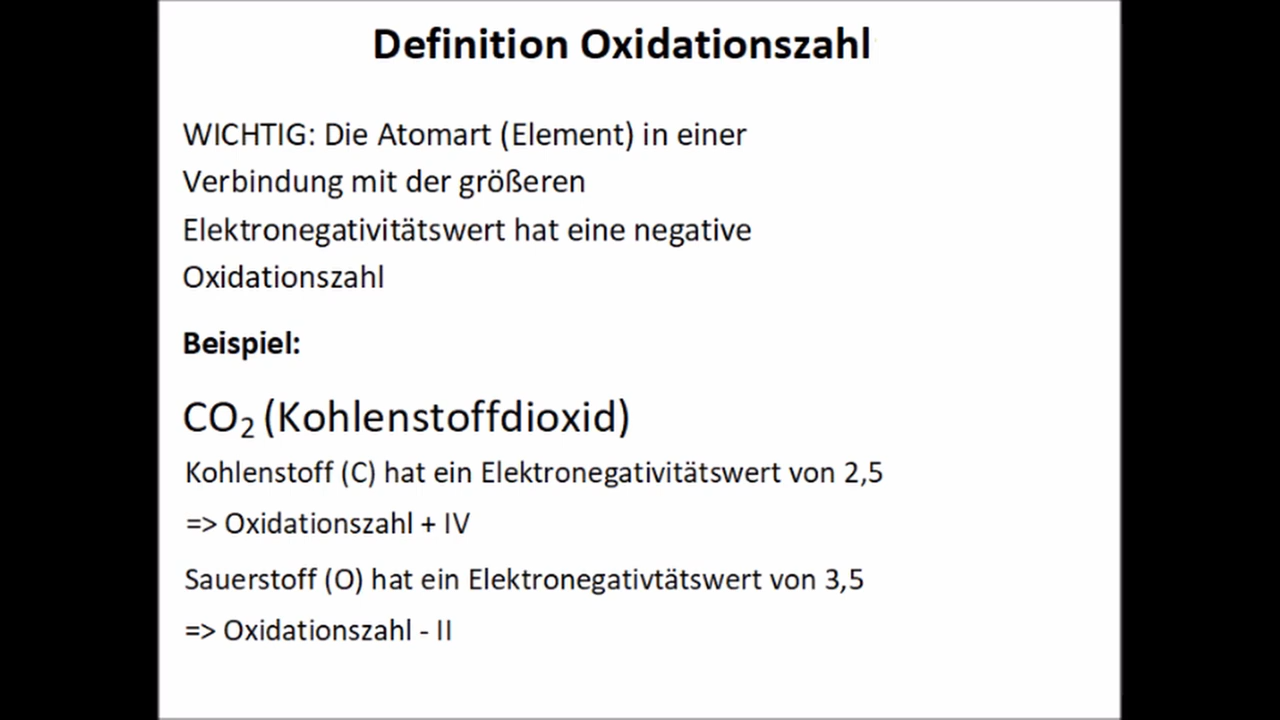 Definition Oxidationszahl
WICHTIG: Die Atomart (Element) in einer
Verbindung mit der größeren
Elektronegativitätswert hat eine negative
Oxidationszahl
Beispiel:
CO₂ (Kohlenstoffdioxid)
Kohlenstoff (C) hat ein Elektronegativitätswert von 2,5
=> Oxidationszahl + IV
Sauerstoff (O) hat ein Elektronegativtätswert von 3,5
=> Oxidationszahl - II